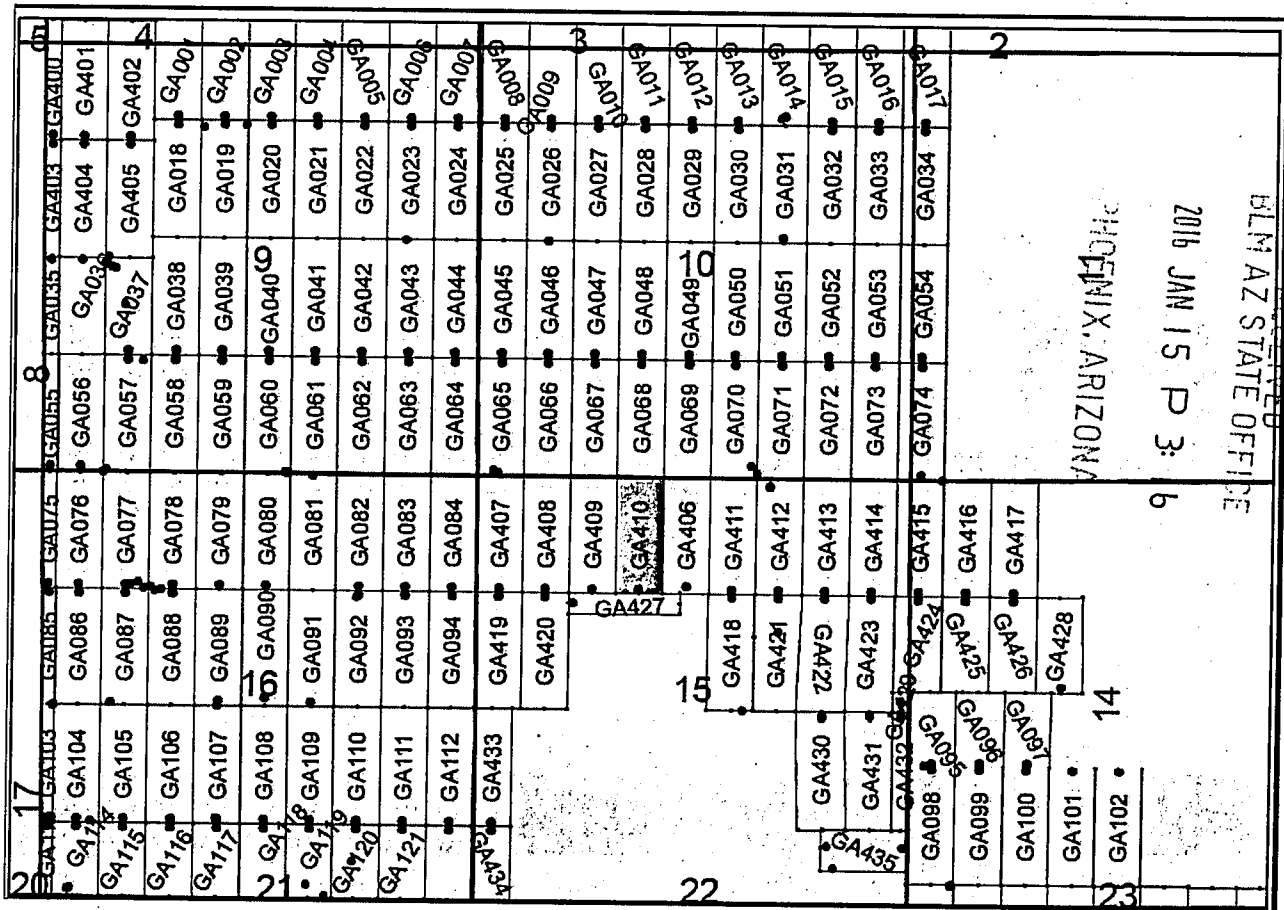 5 4 3 2
GA400 GA401 GA402 GA001 GA002 GA003 GA004 GA005 GA006 GA007 GA008 GA009 GA010 GA011 GA012 GA013 GA014 GA015 GA016 GA017
GA403 GA404 GA405 GA018 GA019 GA020 GA021 GA022 GA023 GA024 GA025 GA026 GA027 GA028 GA029 GA030 GA031 GA032 GA033 GA034
9 10
GA035 GA036 GA037 GA038 GA039 GA040 GA041 GA042 GA043 GA044 GA045 GA046 GA047 GA048 GA049 GA050 GA051 GA052 GA053 GA054
8
GA055 GA056 GA057 GA058 GA059 GA060 GA061 GA062 GA063 GA064 GA065 GA066 GA067 GA068 GA069 GA070 GA071 GA072 GA073 GA074
GA075 GA076 GA077 GA078 GA079 GA080 GA081 GA082 GA083 GA084 GA407 GA408 GA409 GA410 GA406 GA411 GA412 GA413 GA414 GA415 GA416 GA417
GA427
GA085 GA086 GA087 GA088 GA089 GA090 GA091 GA092 GA093 GA094 GA419 GA420 GA418 GA421 GA422 GA423 GA424 GA425 GA426 GA428
16 15 14
GA103 GA104 GA105 GA106 GA107 GA108 GA109 GA110 GA111 GA112 GA433 GA430 GA431 GA432 GA095 GA096 GA097
17
GA114 GA115 GA116 GA117 GA118 GA119 GA120 GA121 GA434 GA435 GA098 GA099 GA100 GA101 GA102
20 21 22 23
BLM AZ STATE OFFICE
2016 JAN 15 P 3:
PHOENIX, ARIZONA